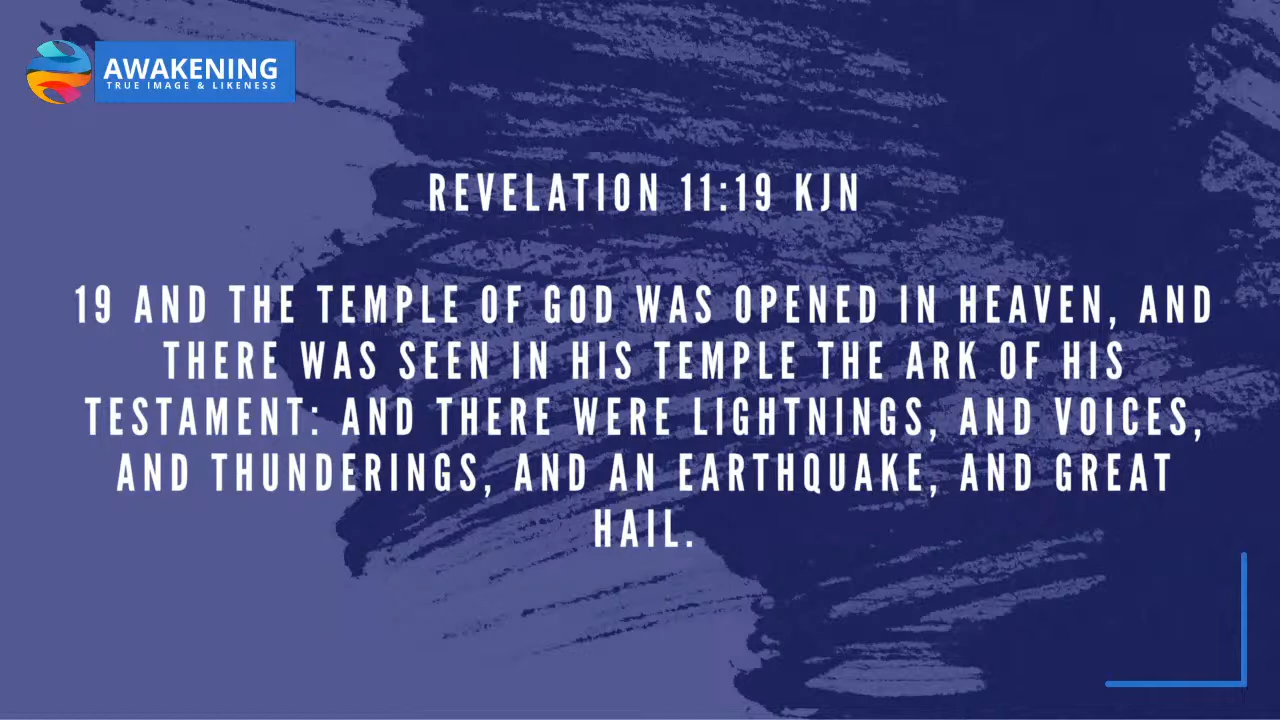 AWAKENING
TRUE IMAGE & LIKENESS
REVELATION 11:19 KJN
19 AND THE TEMPLE OF GOD WAS OPENED IN HEAVEN, AND
THERE WAS SEEN IN HIS TEMPLE THE ARK OF HIS
TESTAMENT: AND THERE WERE LIGHTNINGS, AND VOICES,
AND THUNDERINGS, AND AN EARTHQUAKE, AND GREAT
HAIL.